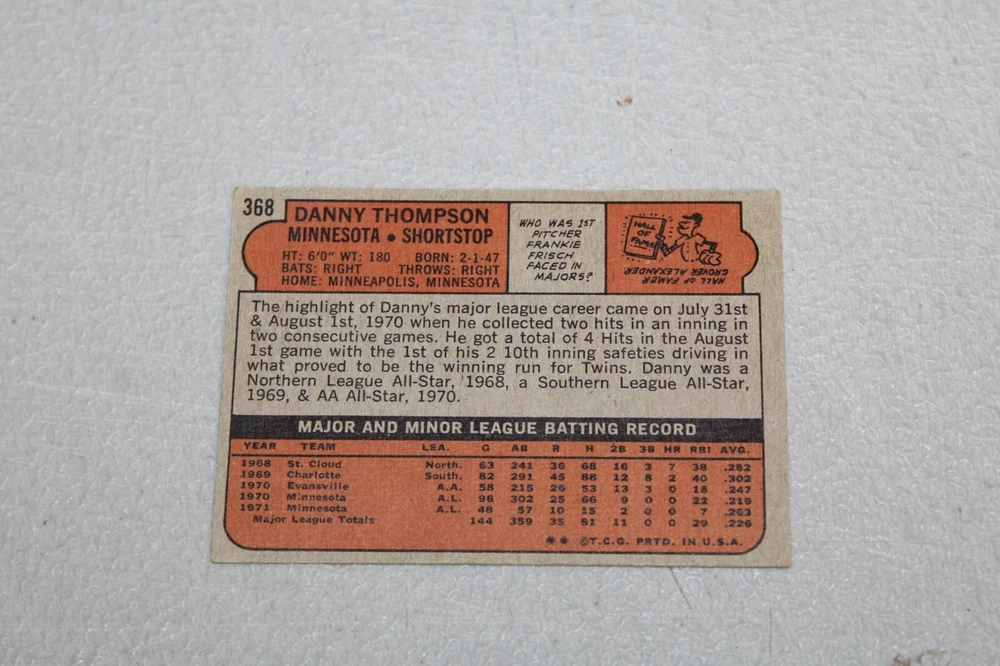 368
DANNY THOMPSON
MINNESOTA • SHORTSTOP
HT: 6'0" WT: 180 BORN: 2-1-47
BATS: RIGHT THROWS: RIGHT
HOME: MINNEAPOLIS, MINNESOTA
WHO WAS 1ST
PITCHER
FRANKIE
FRISCH
FACED IN
MAJORS?
HALL
OF
FAME
HALL OF FAMER
GROVER ALEXANDER
The highlight of Danny's major league career came on July 31st
& August 1st, 1970 when he collected two hits in an inning in
two consecutive games. He got a total of 4 Hits in the August
1st game with the 1st of his 2 10th inning safeties driving in
what proved to be the winning run for Twins. Danny was a
Northern League All-Star, 1968, a Southern League All-Star,
1969, & AA All-Star, 1970.
MAJOR AND MINOR LEAGUE BATTING RECORD
YEAR TEAM LEA. G AB R H 2B 3B HR RBI AVG.
1968 St. Cloud North. 63 241 36 68 16 3 7 38 .282
1969 Charlotte South. 82 291 45 88 12 8 2 40 .302
1970 Evansville A.A. 58 215 26 53 13 3 0 18 .247
1970 Minnesota A.L. 96 302 25 66 9 0 0 22 .219
1971 Minnesota A.L. 48 57 10 15 2 0 0 7 .263
Major League Totals 144 359 35 81 11 0 0 29 .226
** ©T.C.G. PRTD. IN U.S.A.